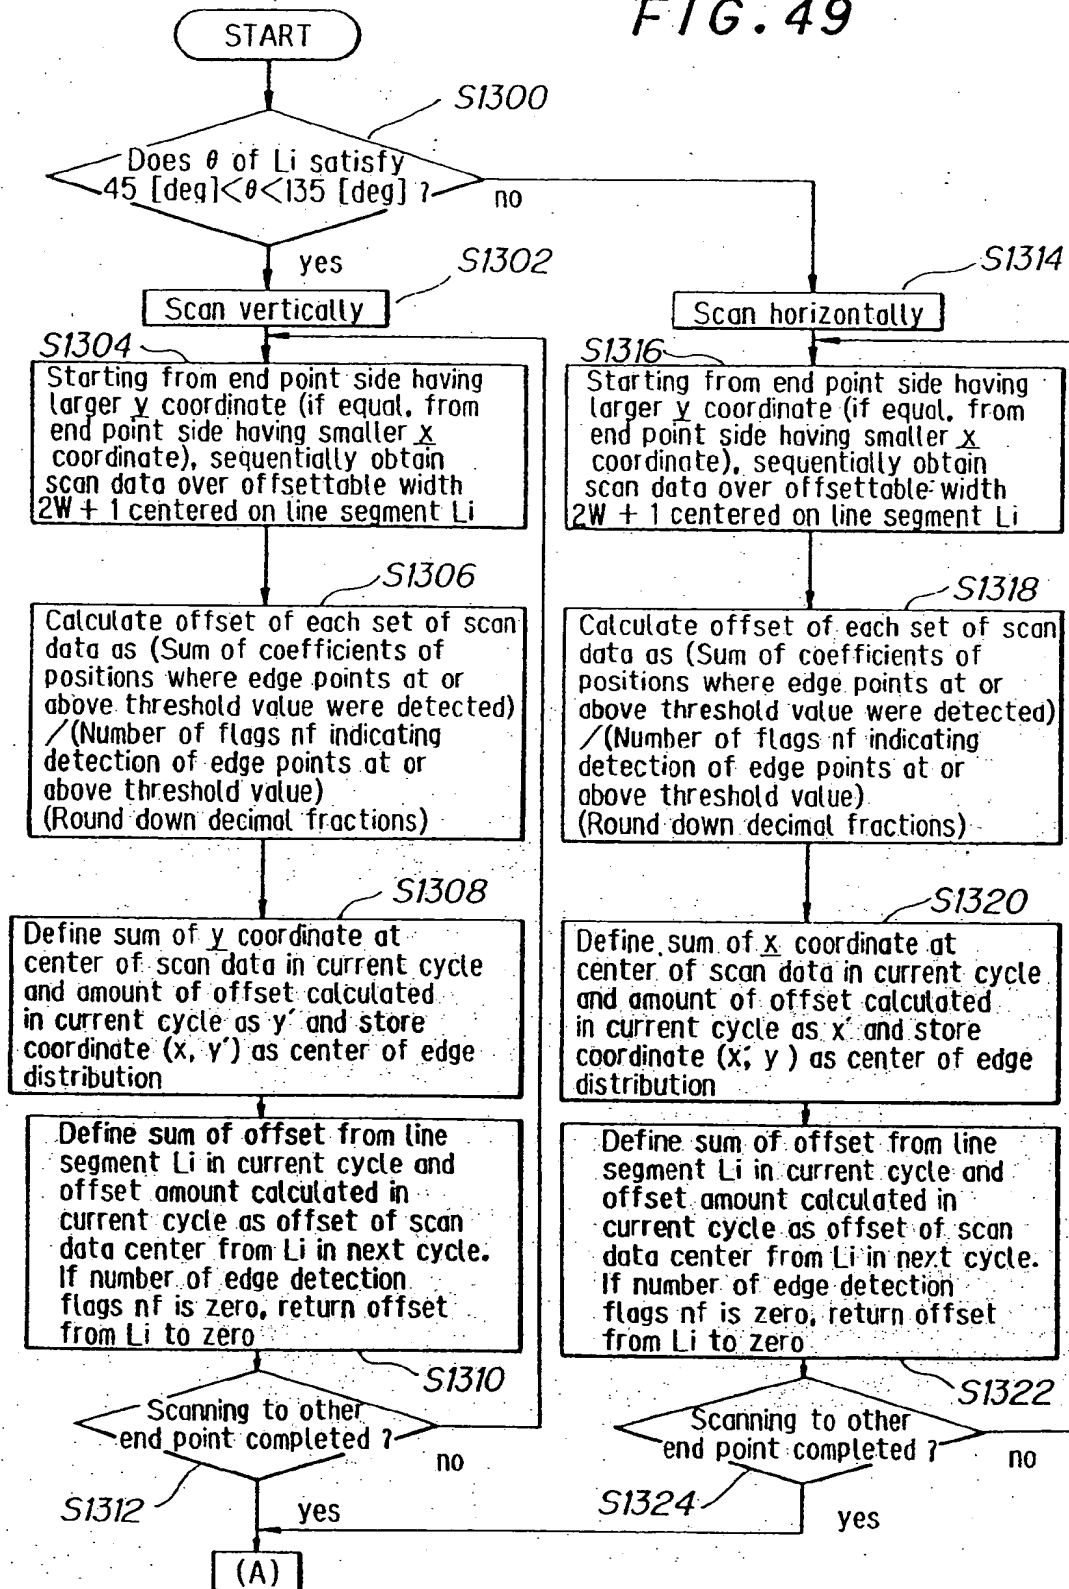 FIG. 49
START
S1300
Does θ of Li satisfy
45 [deg]<θ<135 [deg] ?
no
yes
S1302
Scan vertically
S1304
Starting from end point side having
larger y coordinate (if equal, from
end point side having smaller x
coordinate), sequentially obtain
scan data over offsettable width
2W + 1 centered on line segment Li
S1306
Calculate offset of each set of scan
data as (Sum of coefficients of
positions where edge points at or
above threshold value were detected)
/(Number of flags nf indicating
detection of edge points at or
above threshold value)
(Round down decimal fractions)
S1308
Define sum of y coordinate at
center of scan data in current cycle
and amount of offset calculated
in current cycle as y′ and store
coordinate (x, y′) as center of edge
distribution
Define sum of offset from line
segment Li in current cycle and
offset amount calculated in
current cycle as offset of scan
data center from Li in next cycle.
If number of edge detection
flags nf is zero, return offset
from Li to zero
S1310
Scanning to other
end point completed ?
no
S1312
yes
(A)
S1314
Scan horizontally
S1316
Starting from end point side having
larger y coordinate (if equal, from
end point side having smaller x
coordinate), sequentially obtain
scan data over offsettable width
2W + 1 centered on line segment Li
S1318
Calculate offset of each set of scan
data as (Sum of coefficients of
positions where edge points at or
above threshold value were detected)
/(Number of flags nf indicating
detection of edge points at or
above threshold value)
(Round down decimal fractions)
S1320
Define sum of x coordinate at
center of scan data in current cycle
and amount of offset calculated
in current cycle as x′ and store
coordinate (x′, y ) as center of edge
distribution
Define sum of offset from line
segment Li in current cycle and
offset amount calculated in
current cycle as offset of scan
data center from Li in next cycle.
If number of edge detection
flags nf is zero, return offset
from Li to zero
S1322
Scanning to other
end point completed ?
no
S1324
yes